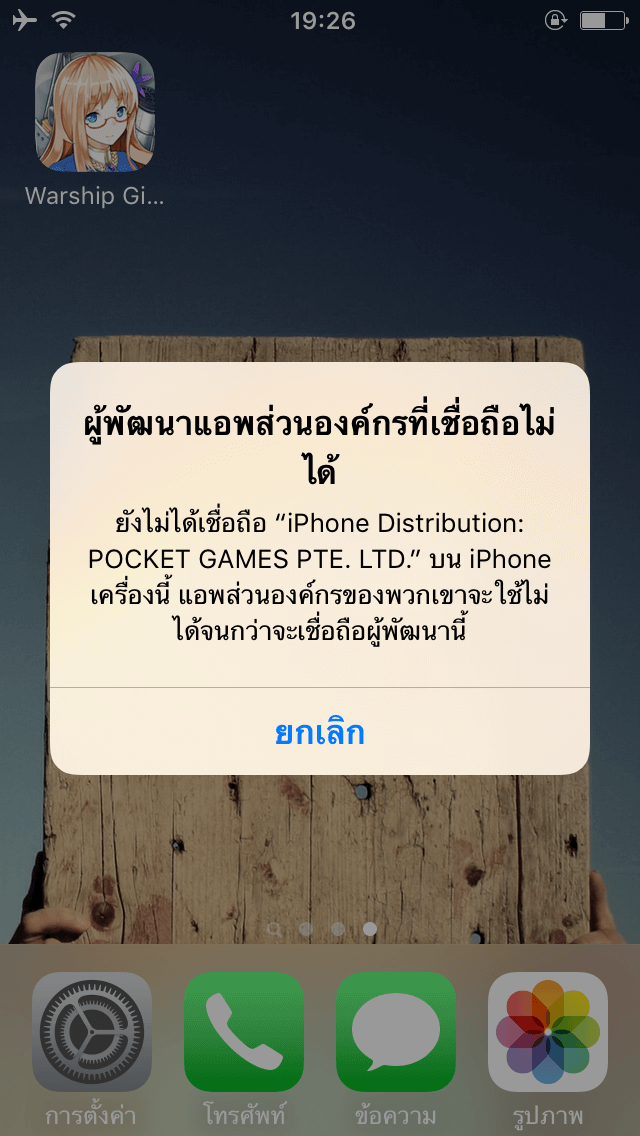 19:26
Warship Gi...
ผู้พัฒนาแอพส่วนองค์กรที่เชื่อถือไม่
ได้
ยังไม่ได้เชื่อถือ “iPhone Distribution:
POCKET GAMES PTE. LTD.” บน iPhone
เครื่องนี้ แอพส่วนองค์กรของพวกเขาจะใช้ไม่
ได้จนกว่าจะเชื่อถือผู้พัฒนานี้
ยกเลิก
การตั้งค่า
โทรศัพท์
ข้อความ
รูปภาพ